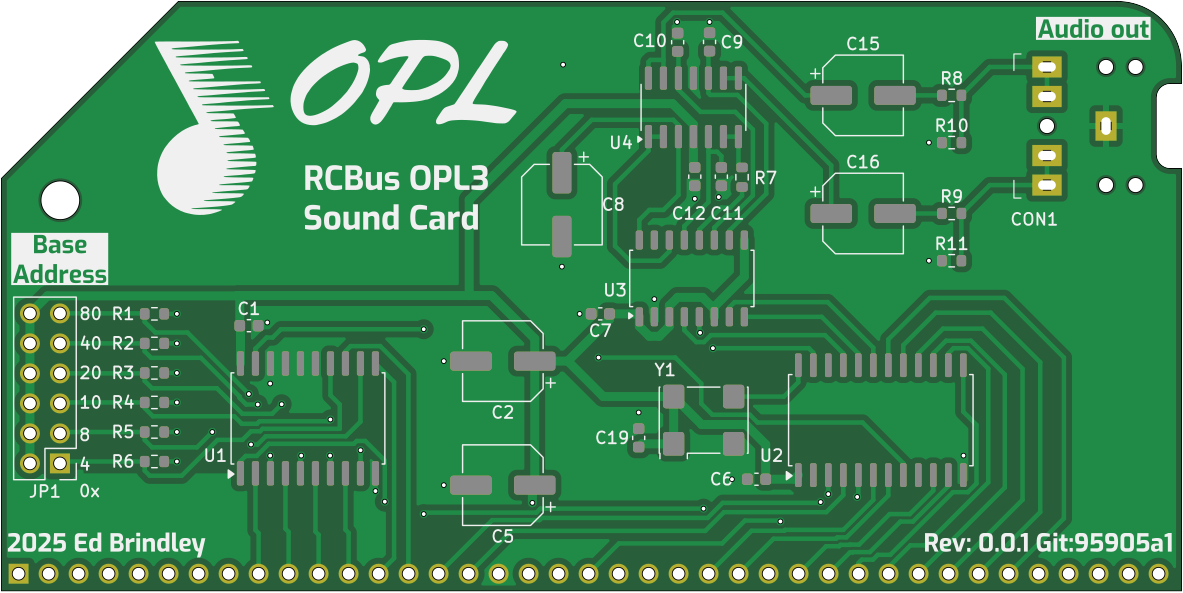 Audio out
OPL
C10
C9
C15
R8
R10
U4
RCBus OPL3
Sound Card
C8
R7
C12
C11
C16
R9
CON1
R11
Base
Address
U3
C7
80 R1
40 R2
20 R3
10 R4
8 R5
4 R6
JP1 0x
C1
U1
C2
C5
Y1
C19
C6
U2
2025 Ed Brindley
Rev: 0.0.1 Git:95905a1